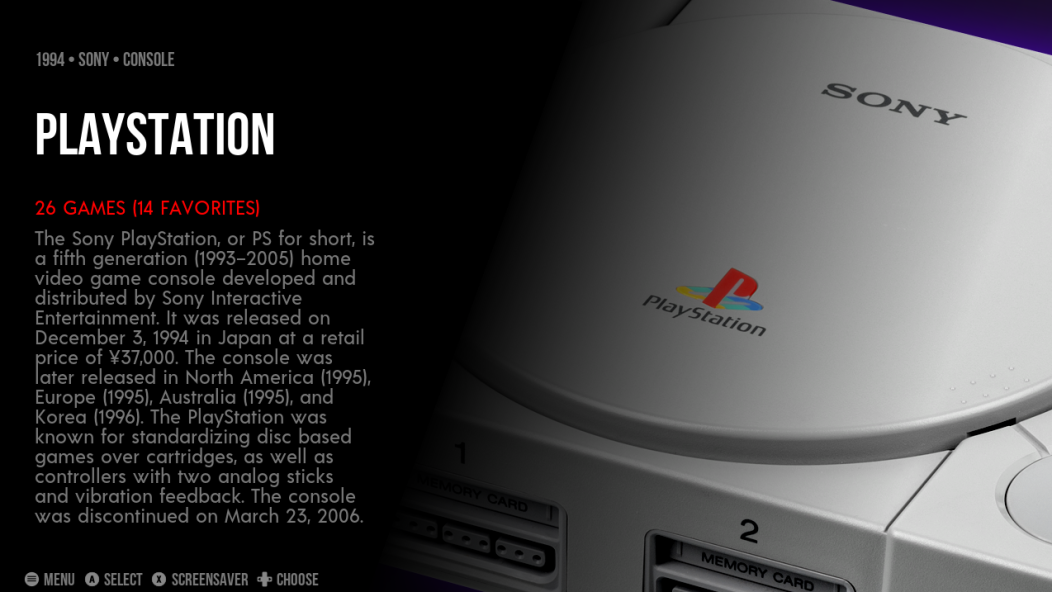 1994 • SONY • CONSOLE
PLAYSTATION
26 GAMES (14 FAVORITES)
The Sony PlayStation, or PS for short, is
a fifth generation (1993–2005) home
video game console developed and
distributed by Sony Interactive
Entertainment. It was released on
December 3, 1994 in Japan at a retail
price of ¥37,000. The console was
later released in North America (1995),
Europe (1995), Australia (1995), and
Korea (1996). The PlayStation was
known for standardizing disc based
games over cartridges, as well as
controllers with two analog sticks
and vibration feedback. The console
was discontinued on March 23, 2006.
SONY
PlayStation
1
MEMORY CARD
2
MEMORY CARD
MENU A SELECT X SCREENSAVER CHOOSE